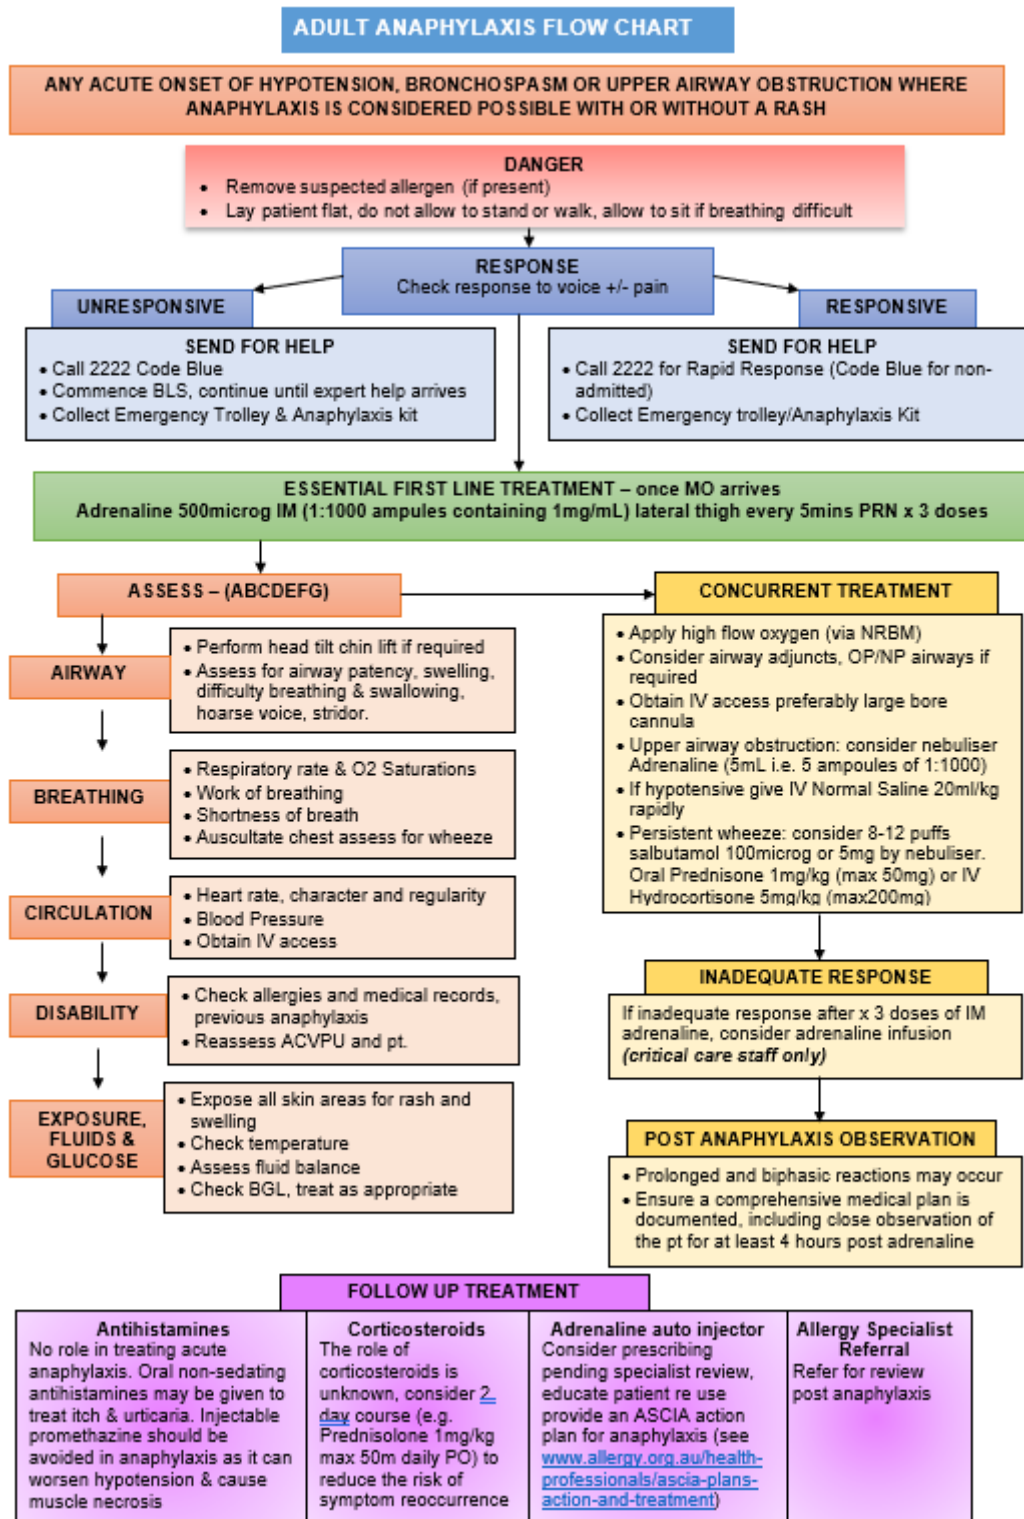 ADULT ANAPHYLAXIS FLOW CHART
ANY ACUTE ONSET OF HYPOTENSION, BRONCHOSPASM OR UPPER AIRWAY OBSTRUCTION WHERE
ANAPHYLAXIS IS CONSIDERED POSSIBLE WITH OR WITHOUT A RASH
DANGER
• Remove suspected allergen (if present)
• Lay patient flat, do not allow to stand or walk, allow to sit if breathing difficult
RESPONSE
Check response to voice +/- pain
UNRESPONSIVE
SEND FOR HELP
• Call 2222 Code Blue
• Commence BLS, continue until expert help arrives
• Collect Emergency Trolley & Anaphylaxis kit
RESPONSIVE
SEND FOR HELP
• Call 2222 for Rapid Response (Code Blue for non-
admitted)
• Collect Emergency trolley/Anaphylaxis Kit
ESSENTIAL FIRST LINE TREATMENT – once MO arrives
Adrenaline 500microg IM (1:1000 ampules containing 1mg/mL) lateral thigh every 5mins PRN x 3 doses
ASSESS – (ABCDEFG)
AIRWAY
• Perform head tilt chin lift if required
• Assess for airway patency, swelling,
difficulty breathing & swallowing,
hoarse voice, stridor.
BREATHING
• Respiratory rate & O2 Saturations
• Work of breathing
• Shortness of breath
• Auscultate chest assess for wheeze
CIRCULATION
• Heart rate, character and regularity
• Blood Pressure
• Obtain IV access
DISABILITY
• Check allergies and medical records,
previous anaphylaxis
• Reassess ACVPU and pt.
EXPOSURE,
FLUIDS &
GLUCOSE
• Expose all skin areas for rash and
swelling
• Check temperature
• Assess fluid balance
• Check BGL, treat as appropriate
CONCURRENT TREATMENT
• Apply high flow oxygen (via NRBM)
• Consider airway adjuncts, OP/NP airways if
required
• Obtain IV access preferably large bore
cannula
• Upper airway obstruction: consider nebuliser
Adrenaline (5mL i.e. 5 ampoules of 1:1000)
• If hypotensive give IV Normal Saline 20ml/kg
rapidly
• Persistent wheeze: consider 8-12 puffs
salbutamol 100microg or 5mg by nebuliser.
Oral Prednisone 1mg/kg (max 50mg) or IV
Hydrocortisone 5mg/kg (max200mg)
INADEQUATE RESPONSE
If inadequate response after x 3 doses of IM
adrenaline, consider adrenaline infusion
(critical care staff only)
POST ANAPHYLAXIS OBSERVATION
• Prolonged and biphasic reactions may occur
• Ensure a comprehensive medical plan is
documented, including close observation of
the pt for at least 4 hours post adrenaline
FOLLOW UP TREATMENT
Antihistamines
No role in treating acute
anaphylaxis. Oral non-sedating
antihistamines may be given to
treat itch & urticaria. Injectable
promethazine should be
avoided in anaphylaxis as it can
worsen hypotension & cause
muscle necrosis
Corticosteroids
The role of
corticosteroids is
unknown, consider 2
day course (e.g.
Prednisolone 1mg/kg
max 50m daily PO) to
reduce the risk of
symptom reoccurrence
Adrenaline auto injector
Consider prescribing
pending specialist review,
educate patient re use
provide an ASCIA action
plan for anaphylaxis (see
www.allergy.org.au/health-
professionals/ascia-plans-
action-and-treatment)
Allergy Specialist
Referral
Refer for review
post anaphylaxis